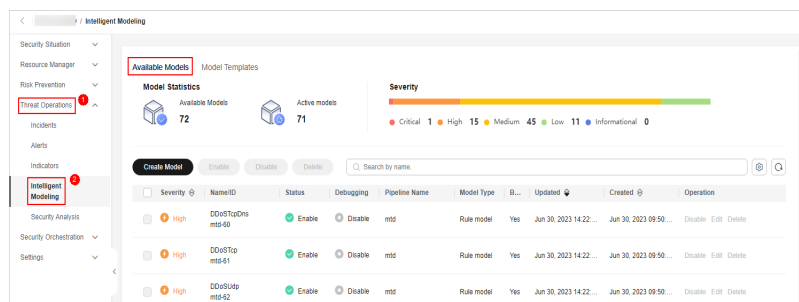 / Intelligent Modeling
Security Situation
Resource Manager
Risk Prevention
Threat Operations 1
Incidents
Alerts
Indicators
Intelligent 2
Modeling
Security Analysis
Security Orchestration
Settings
Available Models Model Templates
Model Statistics
Available Models
72
Active models
71
Severity
Critical 1 High 15 Medium 45 Low 11 Informational 0
Create Model Enable Disable Delete Search by name.
Severity Name/ID Status Debugging Pipeline Name Model Type B... Updated Created Operation
High DDoSTcpDns mtd-60 Enable Disable mtd Rule model Yes Jun 30, 2023 14:22:... Jun 30, 2023 09:50:... Disable Edit Delete
High DDoSTcp mtd-61 Enable Disable mtd Rule model Yes Jun 30, 2023 14:22:... Jun 30, 2023 09:50:... Disable Edit Delete
High DDoSUdp mtd-62 Enable Disable mtd Rule model Yes Jun 30, 2023 14:22:... Jun 30, 2023 09:50:... Disable Edit Delete